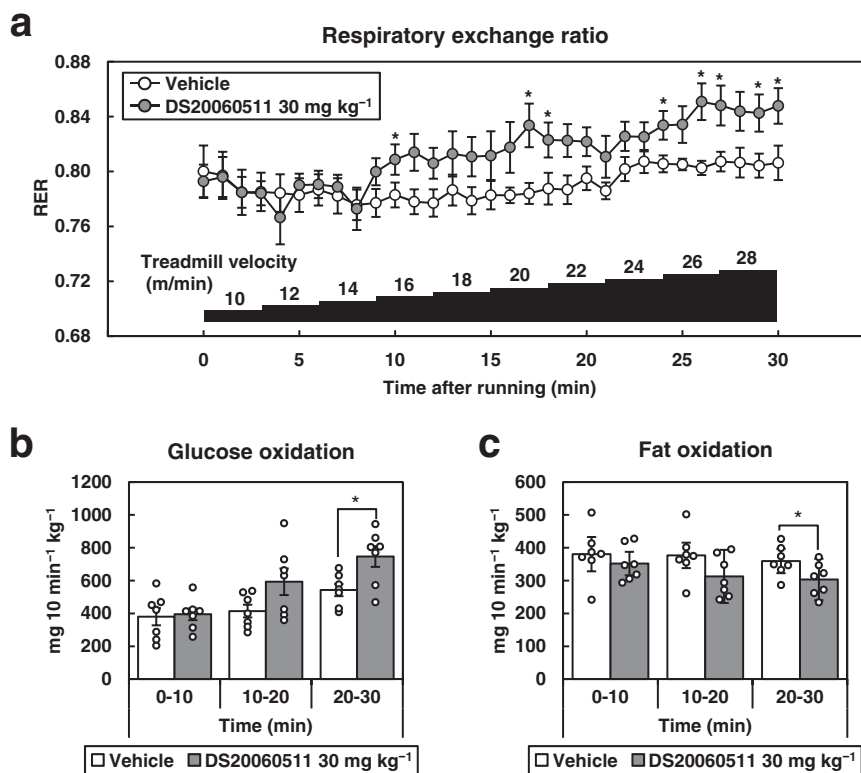 a
Respiratory exchange ratio
0.88
0.84
0.80
0.76
0.72
0.68
RER
Vehicle
DS20060511 30 mg kg⁻¹
* * * * * * * *
Treadmill velocity
(m/min)
10 12 14 16 18 20 22 24 26 28
0 5 10 15 20 25 30
Time after running (min)
b
Glucose oxidation
1200
1000
800
600
400
200
0
mg 10 min⁻¹ kg⁻¹
*
0-10 10-20 20-30
Time (min)
Vehicle DS20060511 30 mg kg⁻¹
c
Fat oxidation
600
500
400
300
200
100
0
mg 10 min⁻¹ kg⁻¹
*
0-10 10-20 20-30
Time (min)
Vehicle DS20060511 30 mg kg⁻¹